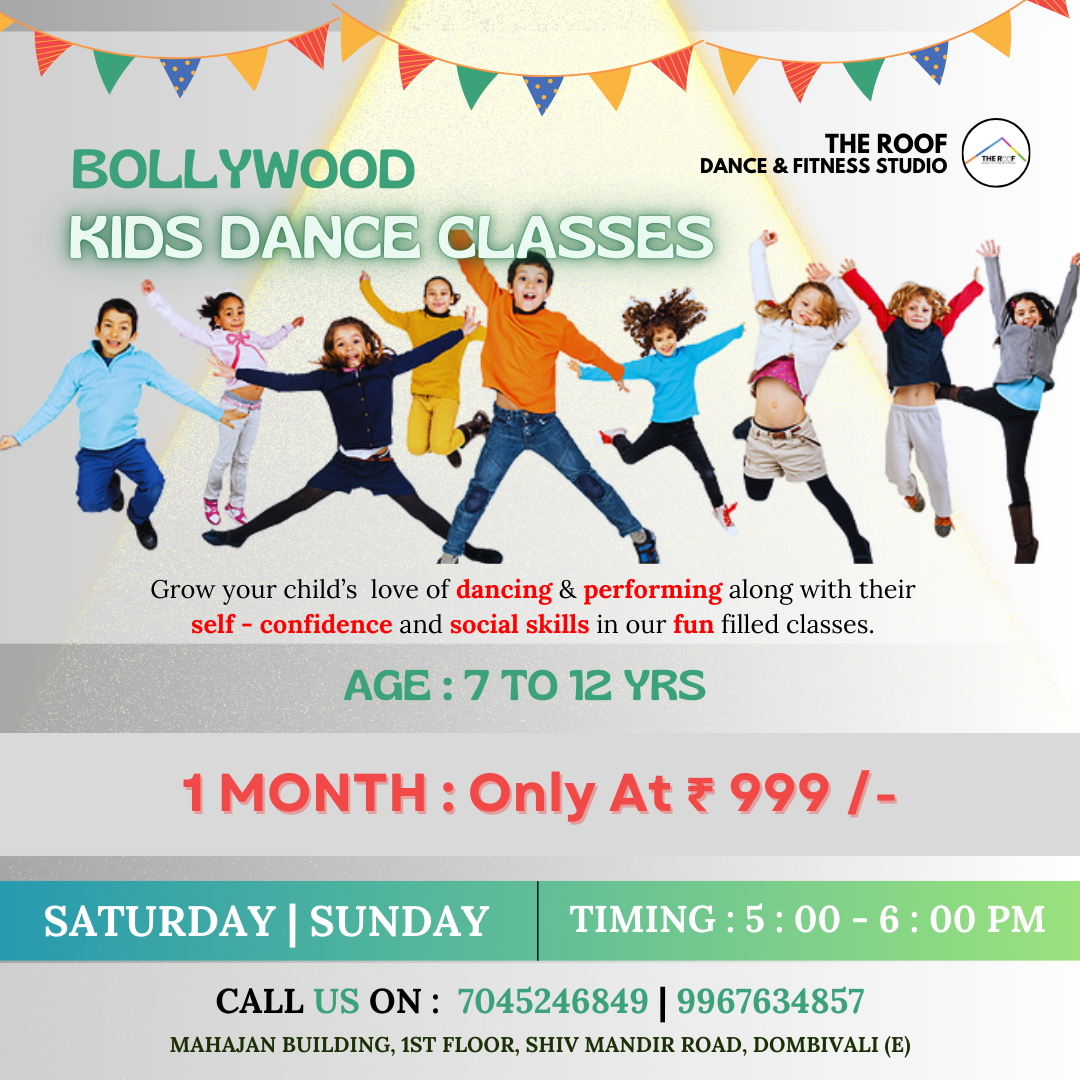 BOLLYWOOD
KIDS DANCE CLASSES
THE ROOF
DANCE & FITNESS STUDIO
THE ROOF
Grow your child's love of dancing & performing along with their
self - confidence and social skills in our fun filled classes.
AGE : 7 TO 12 YRS
1 MONTH : Only At ₹ 999 /-
SATURDAY | SUNDAY
TIMING : 5 : 00 - 6 : 00 PM
CALL US ON : 7045246849 | 9967634857
MAHAJAN BUILDING, 1ST FLOOR, SHIV MANDIR ROAD, DOMBIVALI (E)